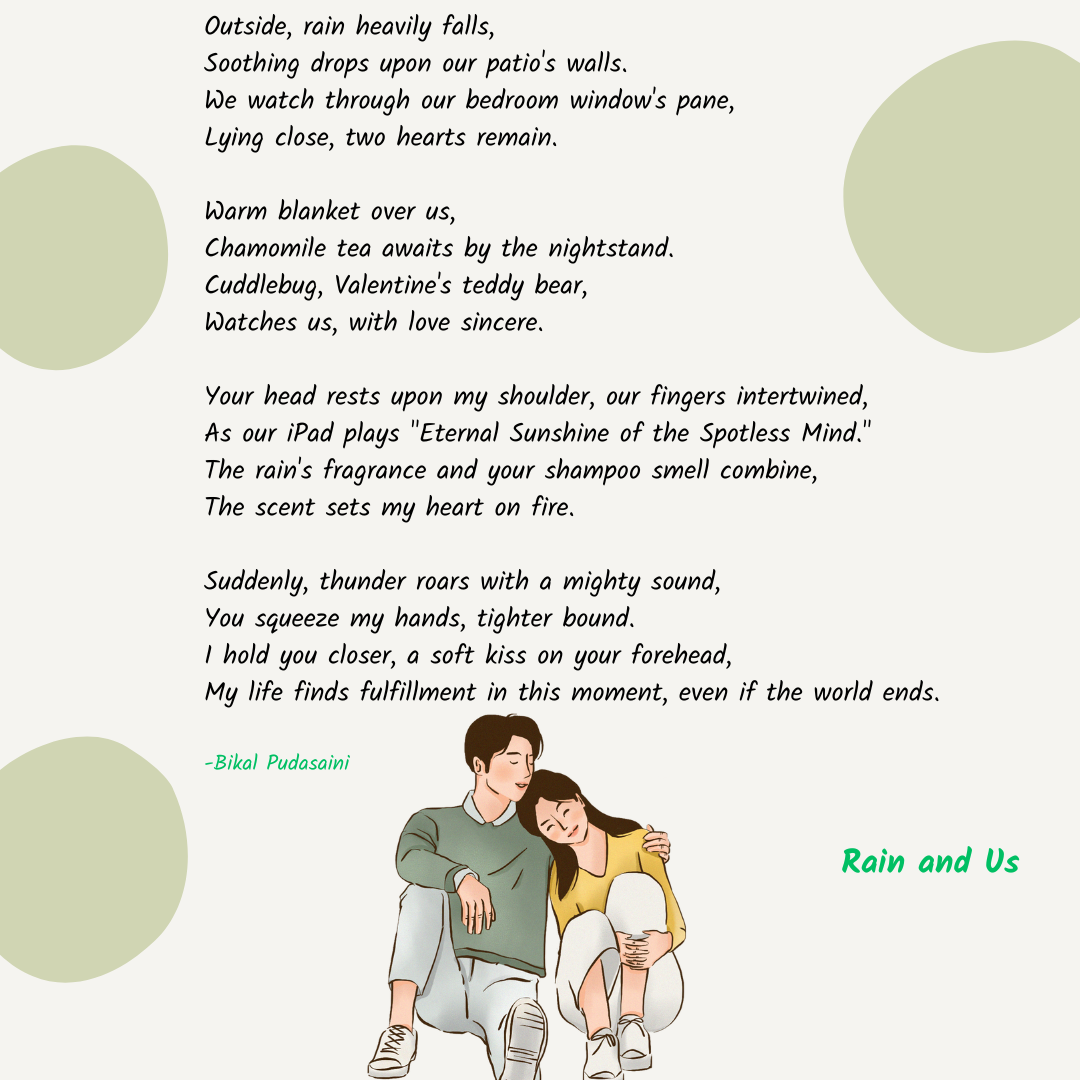 Outside, rain heavily falls,
Soothing drops upon our patio's walls.
We watch through our bedroom window's pane,
Lying close, two hearts remain.
Warm blanket over us,
Chamomile tea awaits by the nightstand.
Cuddlebug, Valentine's teddy bear,
Watches us, with love sincere.
Your head rests upon my shoulder, our fingers intertwined,
As our iPad plays "Eternal Sunshine of the Spotless Mind."
The rain's fragrance and your shampoo smell combine,
The scent sets my heart on fire.
Suddenly, thunder roars with a mighty sound,
You squeeze my hands, tighter bound.
I hold you closer, a soft kiss on your forehead,
My life finds fulfillment in this moment, even if the world ends.
-Bikal Pudasaini
Rain and Us